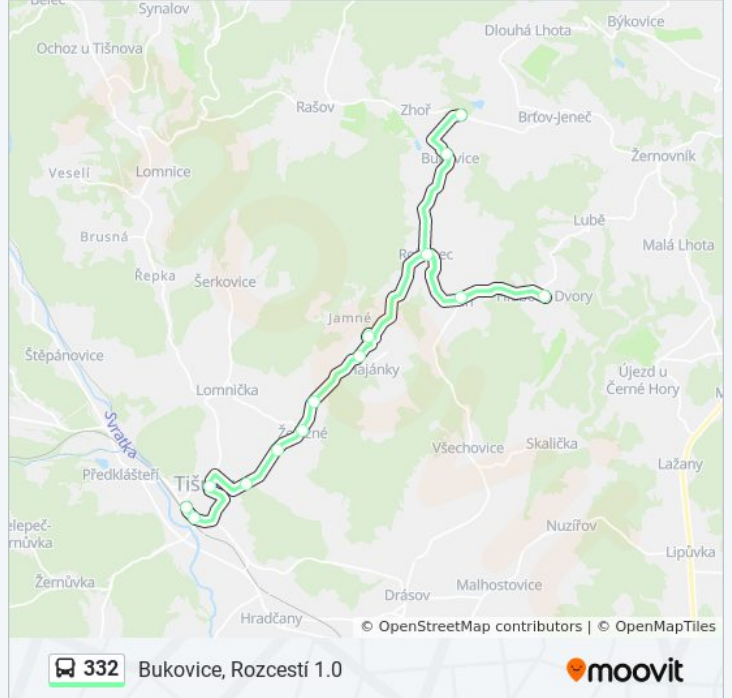 Synalov
Býkovice
Dlouhá Lhota
Ochoz u Tišnova
Rašov
Zhoř
Brťov-Jeneč
Žernovník
Veselí
Lomnice
Lubě
Malá Lhota
Brusná
Řepka
Šerkovice
Dvory
Jamné
Štěpánovice
Újezd u
Černé Hory
Lomnička
Svratka
Všechovice
Skalička
Předklášteří
Lažany
Nuzířov
Lipůvka
Žernůvka
Malhostovice
Drásov
Hradčany
© OpenStreetMap contributors | © OpenMapTiles
332 Bukovice, Rozcestí 1.0
moovit